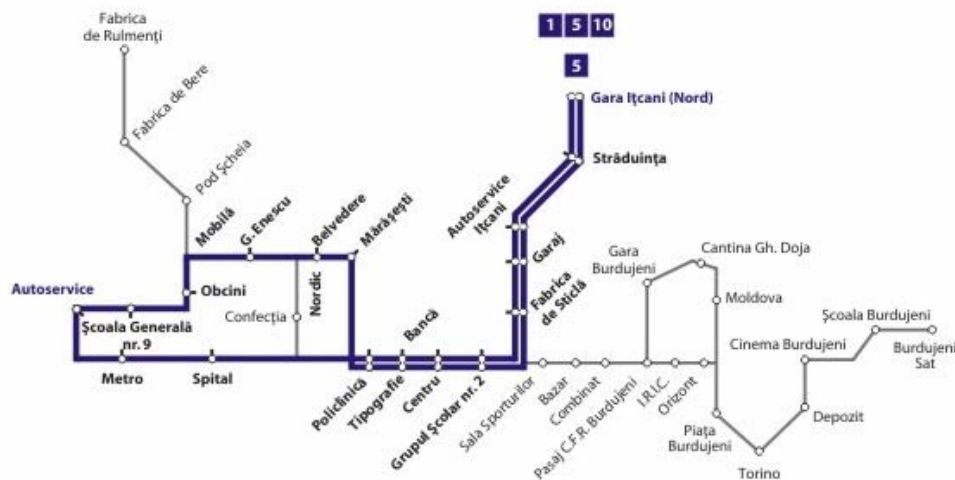 Fabrica
de Rulmenți
1 5 10
5
Gara Ițcani (Nord)
Fabrica de Bere
Străduința
Pod Șcheia
Mobilă
G. Enescu
Belvedere
Mărășești
Autoservice
Ițcani
Garaj
Fabrica
de Sticlă
Gara
Burdujeni
Cantina Gh. Doja
Autoservice
Obcini
Nordic
Confecția
Bancă
Moldova
Școala Generală
nr. 9
Școala Burdujeni
Cinema Burdujeni
Burdujeni
Sat
Metro
Spital
Policlinică
Tipografie
Centru
Grupul Școlar nr. 2
Sala Sporturilor
Bazar
Combinat
Pasaj C.F.R. Burdujeni
I.R.I.C.
Orizont
Piața
Burdujeni
Depozit
Torino